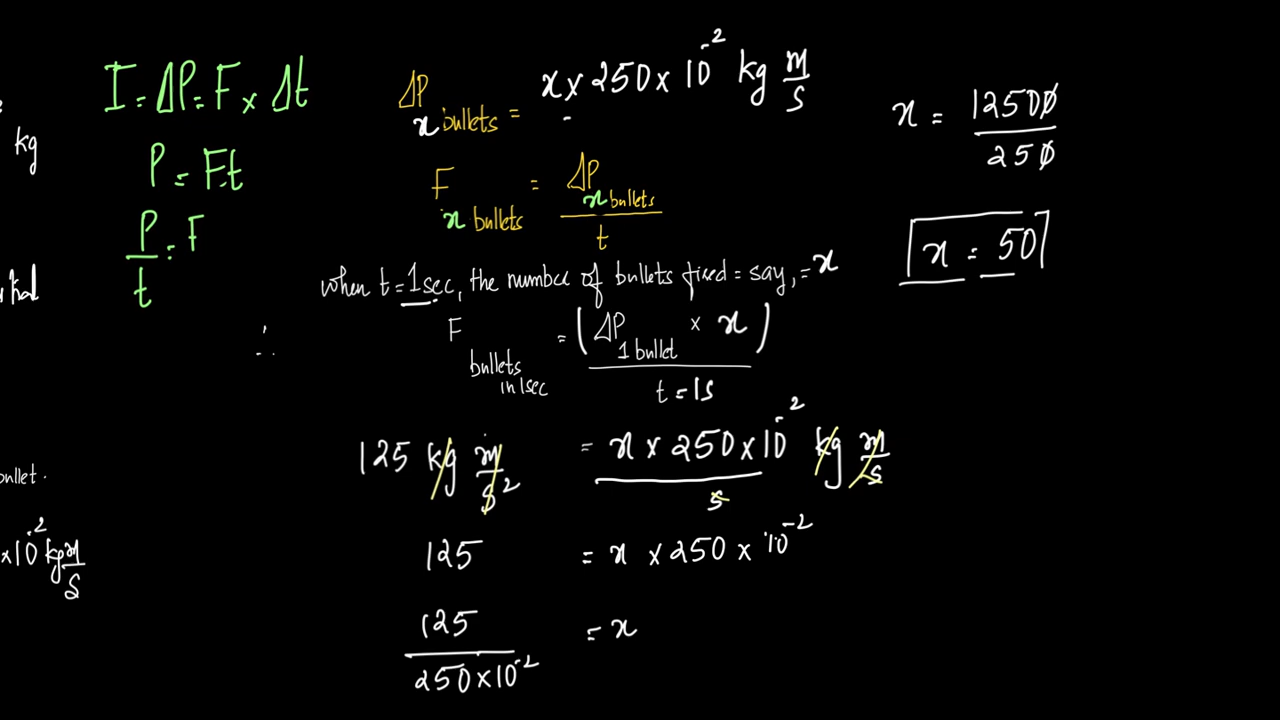 kg
I = ΔP = F × Δt
P = F.t
P/t = F
ΔP x bullets = x × 250 × 10^-2 kg m/s
F x bullets = ΔP x bullets / t
when t = 1 sec, the number of bullets fired = say, = x
∴ F bullets in 1 sec = (ΔP 1 bullet × x) / t = 1s
125 kg m/s² = x × 250 × 10^-2 kg m/s / s
125 = x × 250 × 10^-2
125 / 250 × 10^-2 = x
bullet.
× 10^-2 kg m/s
x = 12500 / 250
x = 50